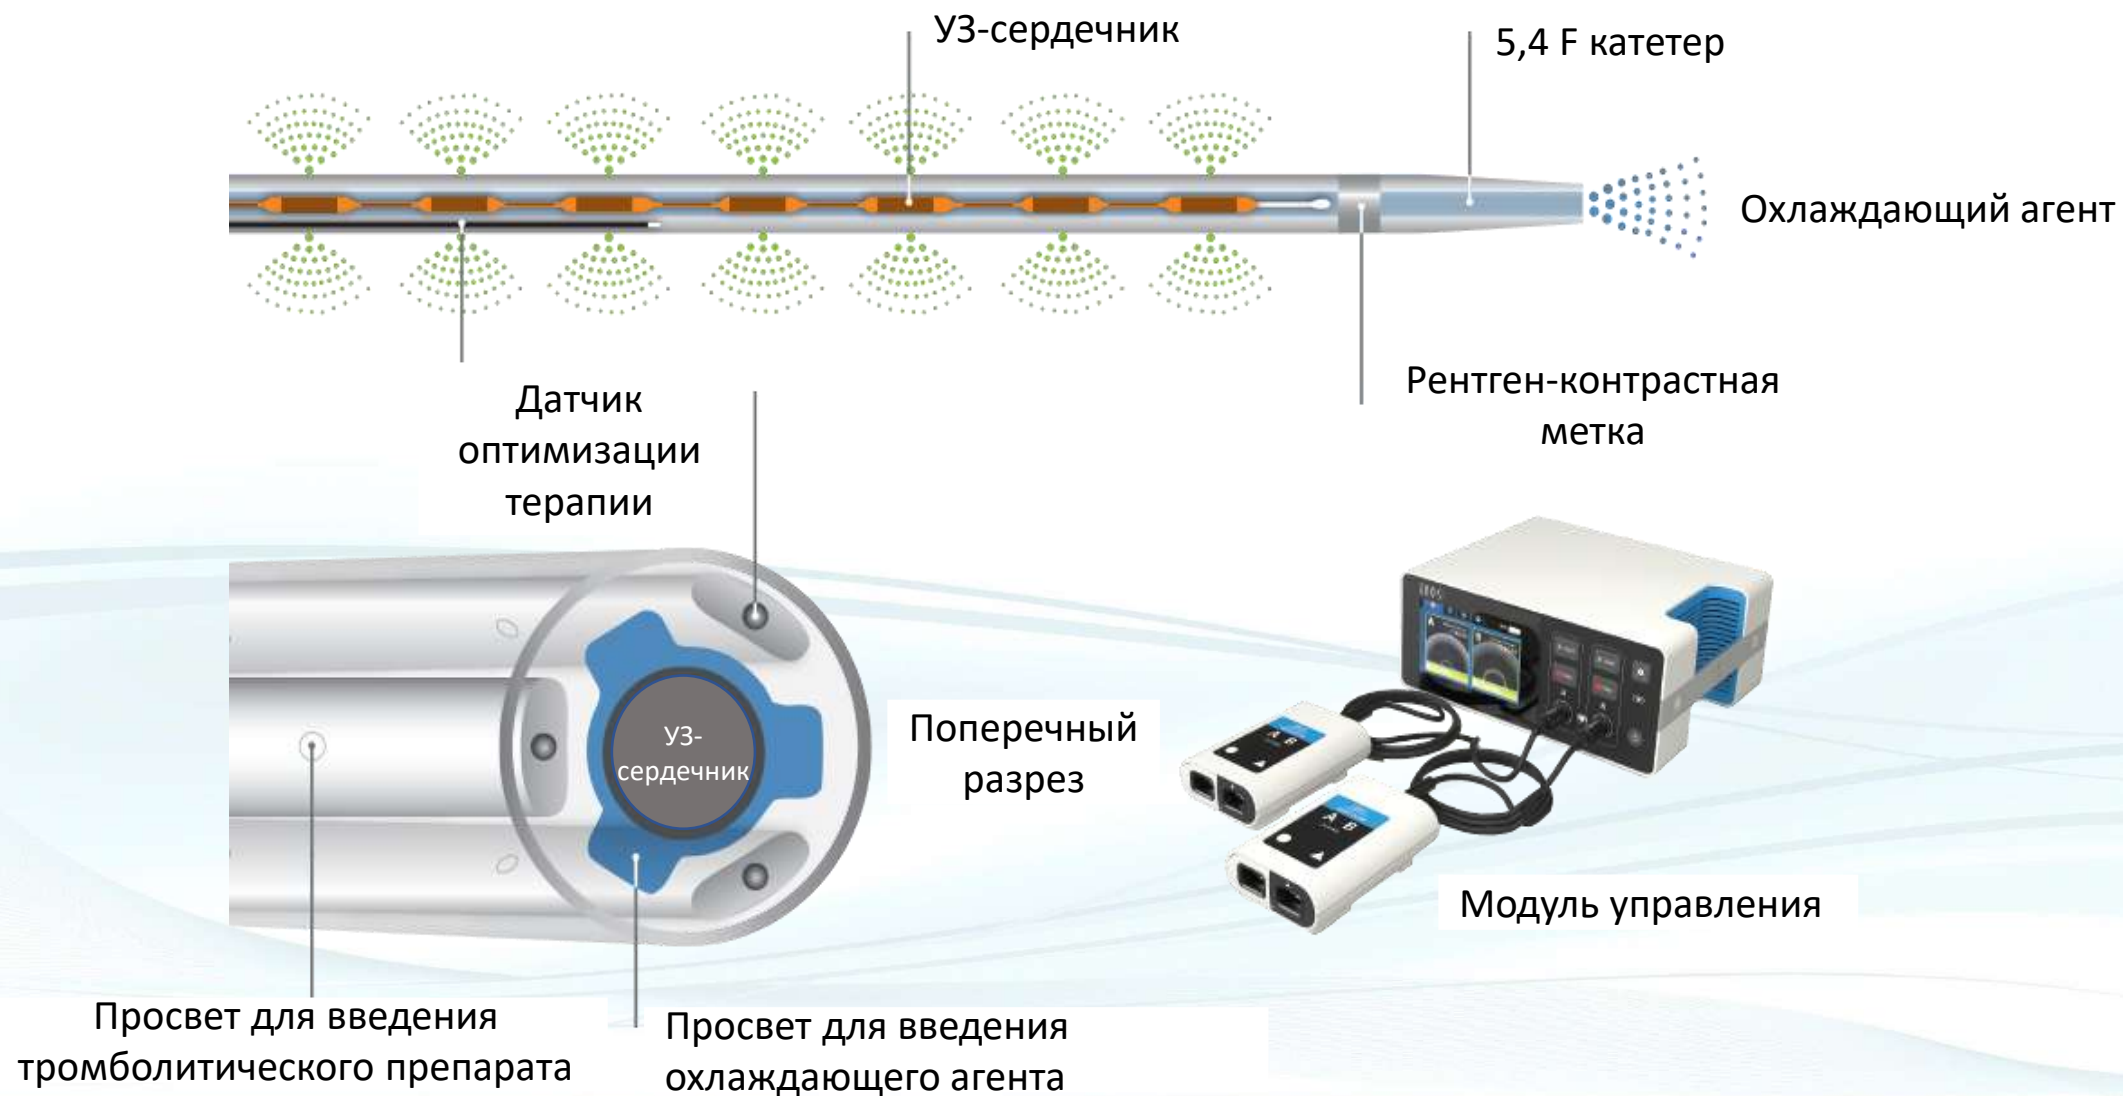 УЗ-сердечник
5,4 F катетер
Охлаждающий агент
Датчик
оптимизации
терапии
Рентген-контрастная
метка
УЗ-
сердечник
Поперечный
разрез
EKOS
A
B
A B
A B
Модуль управления
Просвет для введения
тромболитического препарата
Просвет для введения
охлаждающего агента